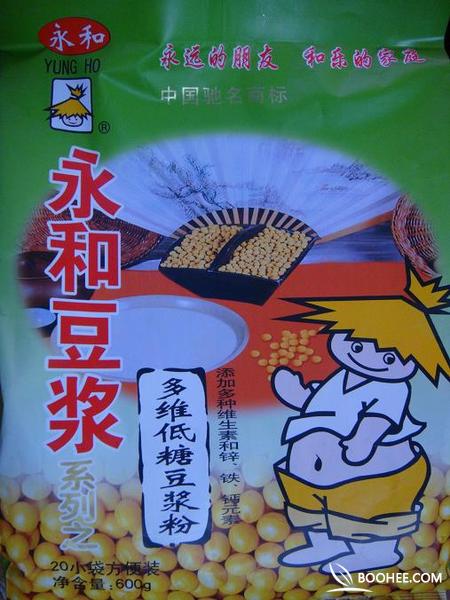 永和
YUNG HO
永远的朋友 和乐的家庭
中国驰名商标
®
永和豆浆
系列之
多维低糖豆浆粉
添加多种维生素和锌、铁、钙元素
20小袋方便装
净含量：600g
BOOHEE.COM